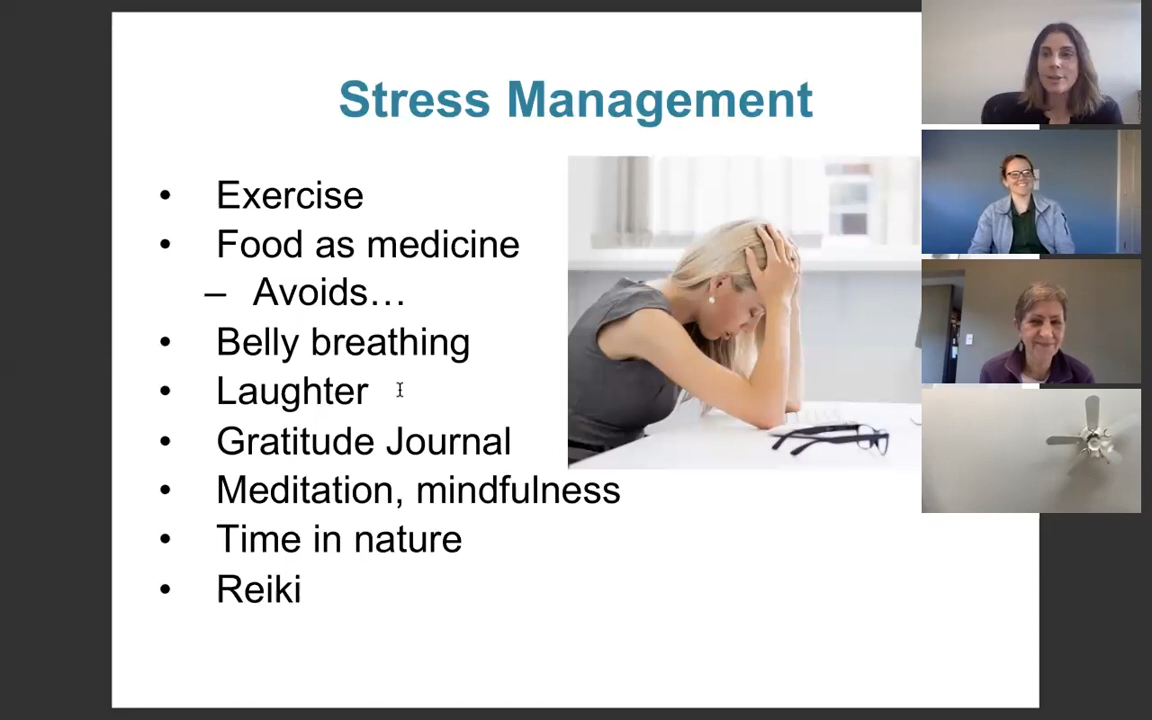 Stress Management
• Exercise
• Food as medicine
– Avoids…
• Belly breathing
• Laughter
• Gratitude Journal
• Meditation, mindfulness
• Time in nature
• Reiki